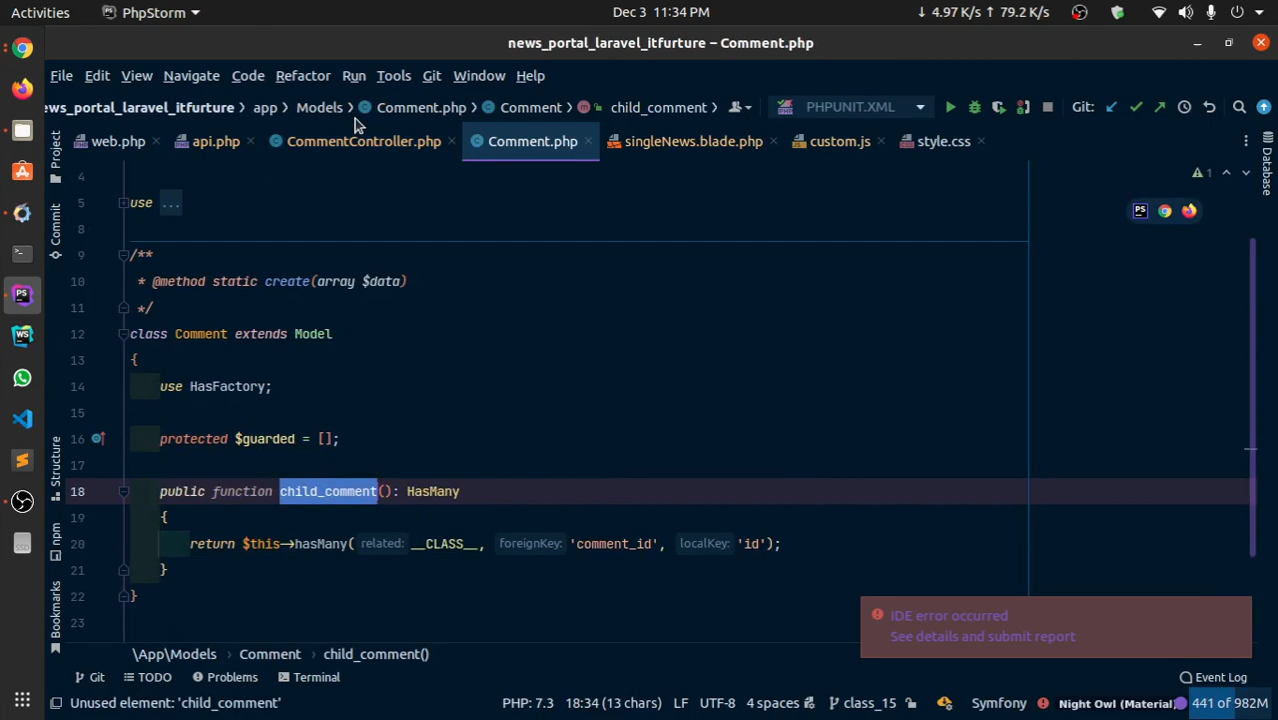 Activities PhpStorm Dec 3 11:34 PM ↓ 4.97 K/s ↑ 79.2 K/s
news_portal_laravel_itfurture – Comment.php
File Edit View Navigate Code Refactor Run Tools Git Window Help
ews_portal_laravel_itfurture app Models Comment.php Comment m child_comment PHPUNIT.XML Git:
web.php api.php CommentController.php Comment.php singleNews.blade.php custom.js style.css
Project
Commit
Structure
npm
Bookmarks
Database
1
4
5 use ...
8
9 /**
10 * @method static create(array $data)
11 */
12 class Comment extends Model
13 {
14 use HasFactory;
15
16 protected $guarded = [];
17
18 public function child_comment(): HasMany
19 {
20 return $this→hasMany( related: __CLASS__, foreignKey: 'comment_id', localKey: 'id');
21 }
22 }
23
PS
WS
SSD
IDE error occurred
See details and submit report
\App\Models Comment child_comment()
Git TODO Problems Terminal Event Log
Unused element: 'child_comment' PHP: 7.3 18:34 (13 chars) LF UTF-8 4 spaces class_15 Symfony Night Owl (Material) 441 of 982M